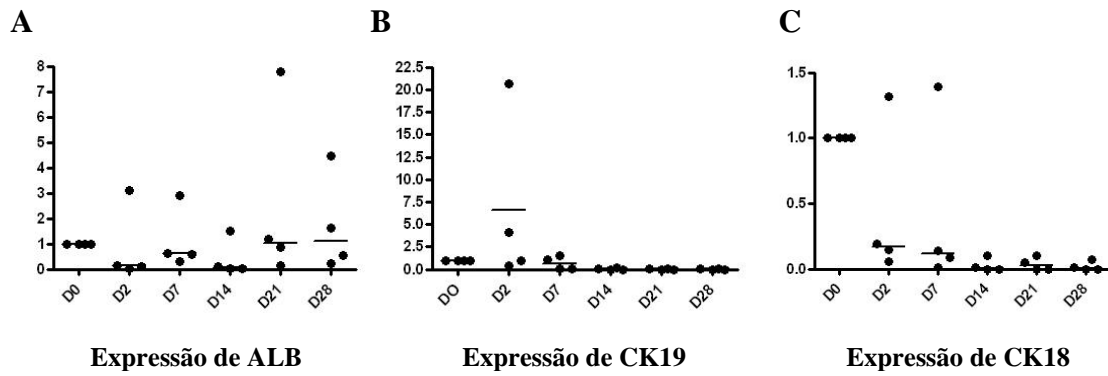 A
8
7
6
5
4
3
2
1
0
D0 D2 D7 D14 D21 D28
Expressão de ALB
B
22.5
20.0
17.5
15.0
12.5
10.0
7.5
5.0
2.5
0.0
DO D2 D7 D14 D21 D28
Expressão de CK19
C
1.5
1.0
0.5
0.0
D0 D2 D7 D14 D21 D28
Expressão de CK18